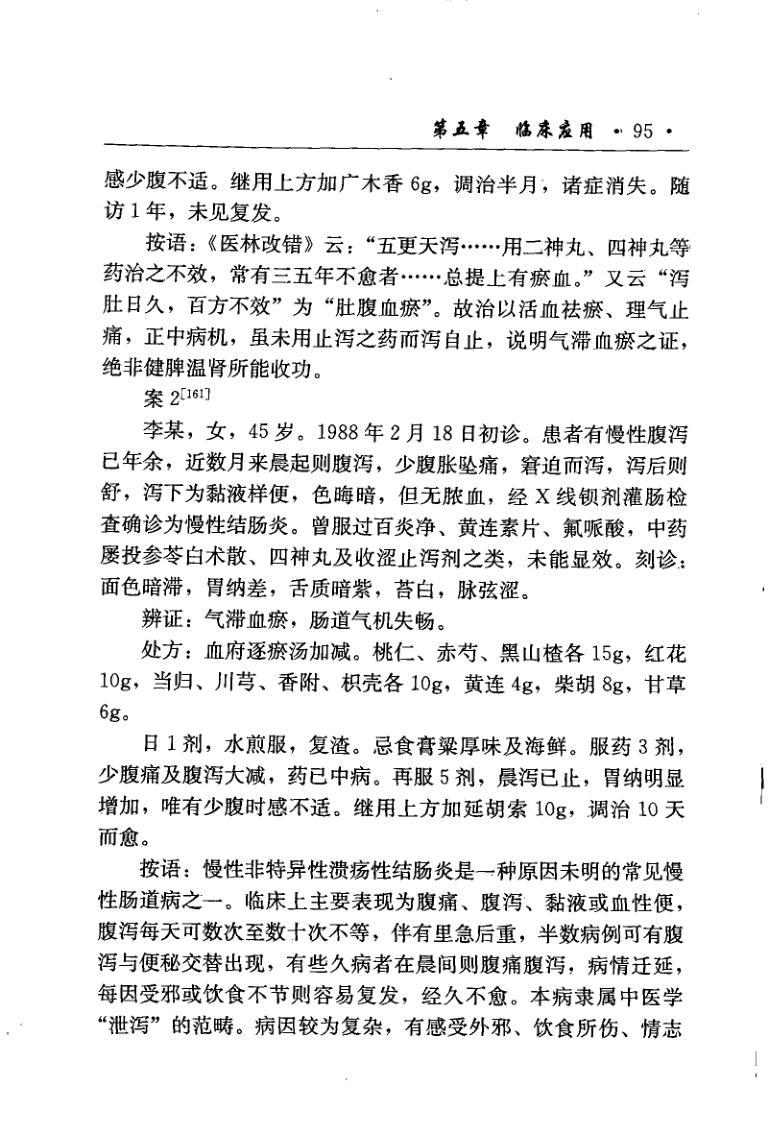 第五章 临床应用 · 95 ·
感少腹不适。继用上方加广木香 6g，调治半月，诸症消失。随
访 1 年，未见复发。
按语：《医林改错》云：“五更天泻……用二神丸、四神丸等
药治之不效，常有三五年不愈者……总提上有瘀血。”又云“泻
肚日久，百方不效”为“肚腹血瘀”。故治以活血祛瘀、理气止
痛，正中病机，虽未用止泻之药而泻自止，说明气滞血瘀之证，
绝非健脾温肾所能收功。
案 2[161]
李某，女，45 岁。1988 年 2 月 18 日初诊。患者有慢性腹泻
已年余，近数月来晨起则腹泻，少腹胀坠痛，窘迫而泻，泻后则
舒，泻下为黏液样便，色晦暗，但无脓血，经 X 线钡剂灌肠检
查确诊为慢性结肠炎。曾服过百炎净、黄连素片、氟哌酸，中药
屡投参苓白术散、四神丸及收涩止泻剂之类，未能显效。刻诊：
面色暗滞，胃纳差，舌质暗紫，苔白，脉弦涩。
辨证：气滞血瘀，肠道气机失畅。
处方：血府逐瘀汤加减。桃仁、赤芍、黑山楂各 15g，红花
10g，当归、川芎、香附、枳壳各 10g，黄连 4g，柴胡 8g，甘草
6g。
日 1 剂，水煎服，复渣。忌食膏粱厚味及海鲜。服药 3 剂，
少腹痛及腹泻大减，药已中病。再服 5 剂，晨泻已止，胃纳明显
增加，唯有少腹时感不适。继用上方加延胡索 10g，调治 10 天
而愈。
按语：慢性非特异性溃疡性结肠炎是一种原因未明的常见慢
性肠道病之一。临床上主要表现为腹痛、腹泻、黏液或血性便，
腹泻每天可数次至数十次不等，伴有里急后重，半数病例可有腹
泻与便秘交替出现，有些久病者在晨间则腹痛腹泻，病情迁延，
每因受邪或饮食不节则容易复发，经久不愈。本病隶属中医学
“泄泻”的范畴。病因较为复杂，有感受外邪、饮食所伤、情志